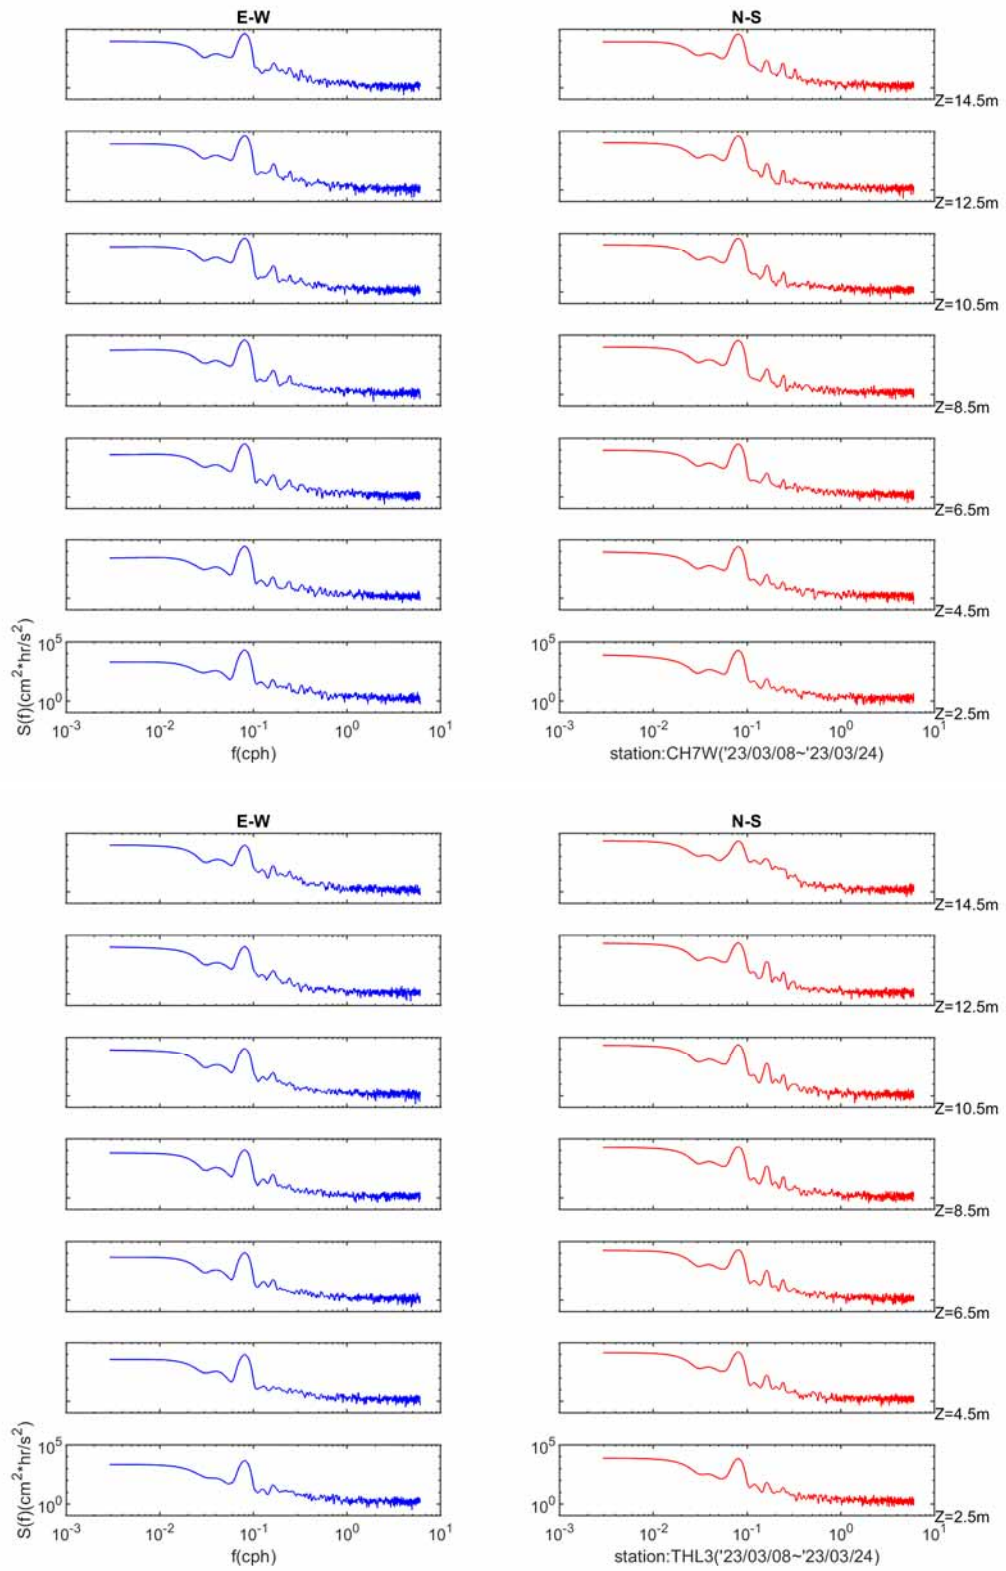 E-W N-S
Z=14.5m
Z=12.5m
Z=10.5m
Z=8.5m
Z=6.5m
Z=4.5m
S(f)(cm²*hr/s²)
10⁵ 10⁵
10⁰ 10⁰
Z=2.5m
10⁻³ 10⁻² 10⁻¹ 10⁰ 10¹ 10⁻³ 10⁻² 10⁻¹ 10⁰ 10¹
f(cph) station:CH7W('23/03/08~'23/03/24)
E-W N-S
Z=14.5m
Z=12.5m
Z=10.5m
Z=8.5m
Z=6.5m
Z=4.5m
S(f)(cm²*hr/s²)
10⁵ 10⁵
10⁰ 10⁰
Z=2.5m
10⁻³ 10⁻² 10⁻¹ 10⁰ 10¹ 10⁻³ 10⁻² 10⁻¹ 10⁰ 10¹
f(cph) station:THL3('23/03/08~'23/03/24)